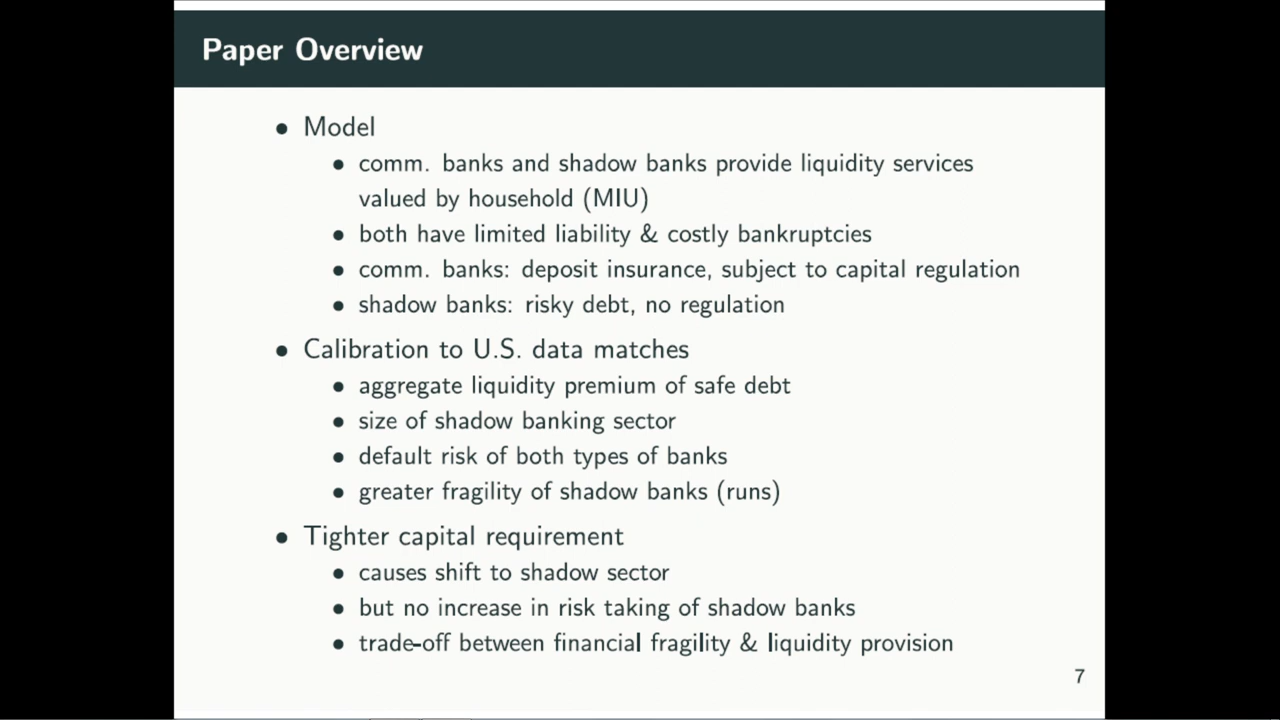 Paper Overview
• Model
• comm. banks and shadow banks provide liquidity services
valued by household (MIU)
• both have limited liability & costly bankruptcies
• comm. banks: deposit insurance, subject to capital regulation
• shadow banks: risky debt, no regulation
• Calibration to U.S. data matches
• aggregate liquidity premium of safe debt
• size of shadow banking sector
• default risk of both types of banks
• greater fragility of shadow banks (runs)
• Tighter capital requirement
• causes shift to shadow sector
• but no increase in risk taking of shadow banks
• trade-off between financial fragility & liquidity provision
7